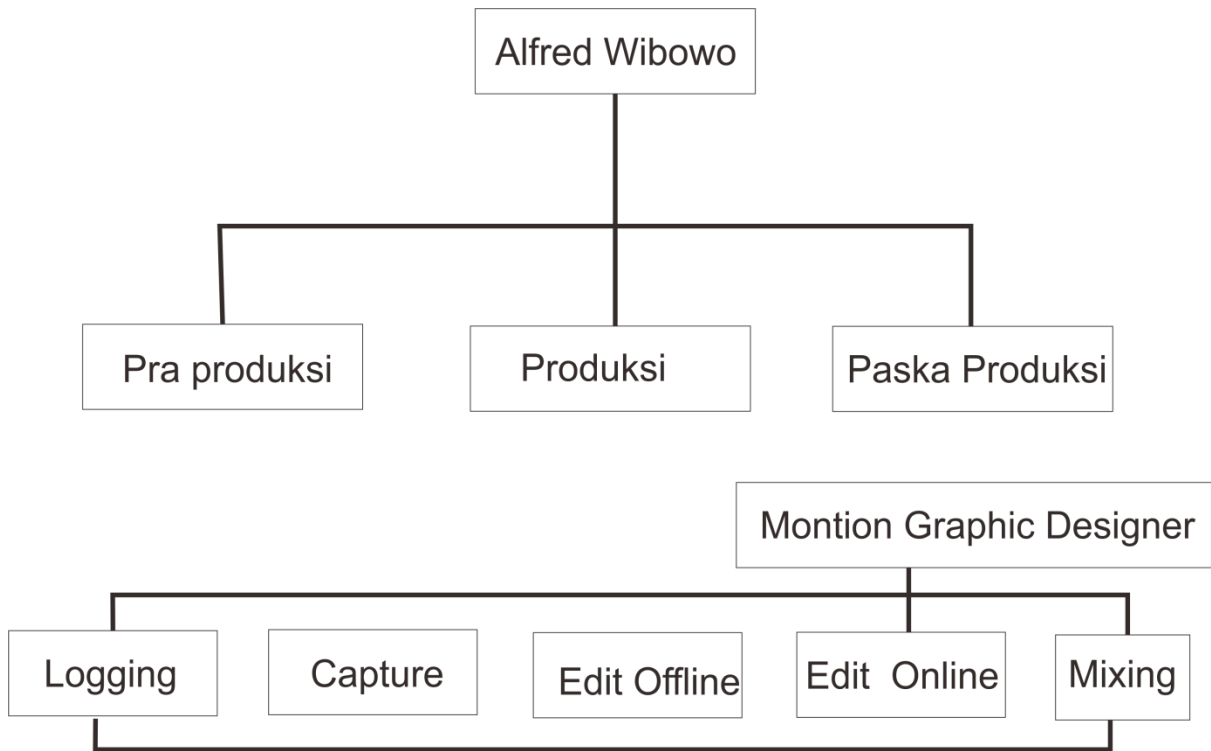 Alfred Wibowo
Pra produksi
Produksi
Paska Produksi
Montion Graphic Designer
Logging
Capture
Edit Offline
Edit Online
Mixing